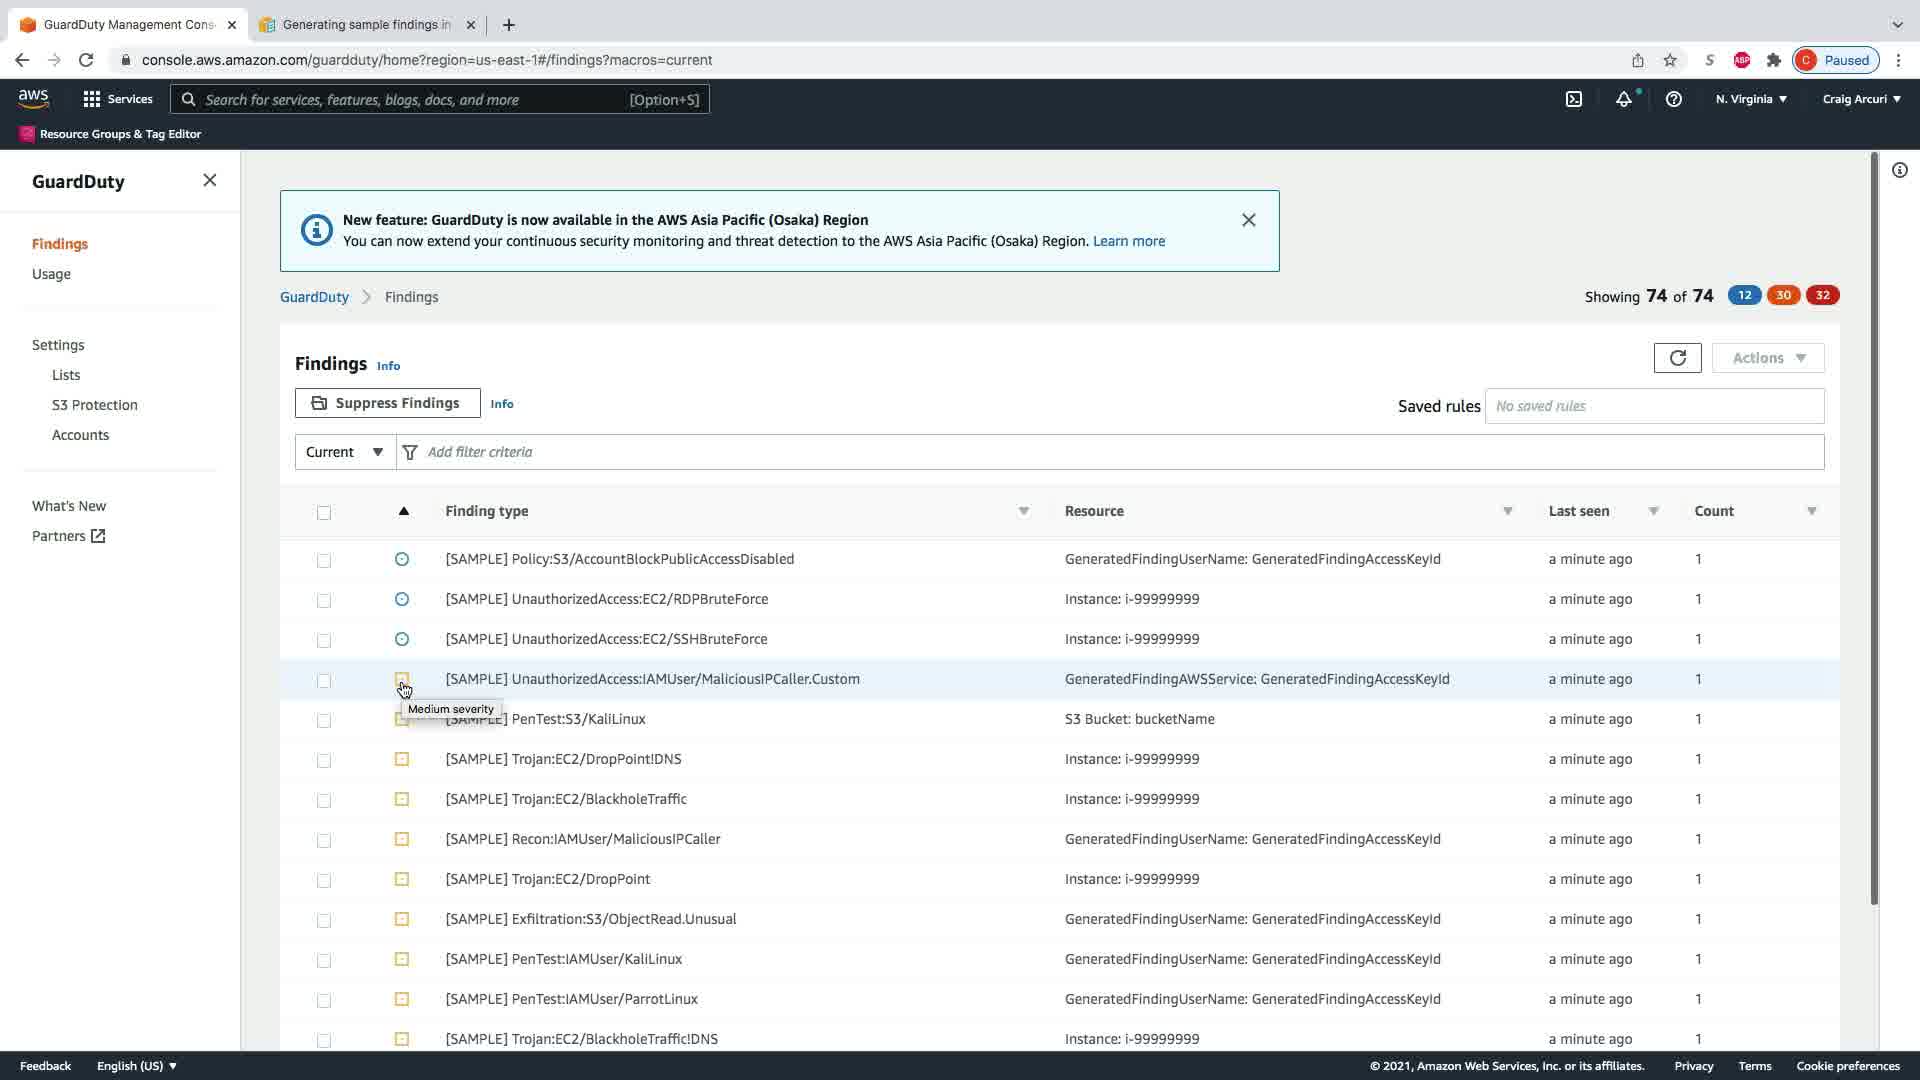 GuardDuty Management Cons
Generating sample findings in
console.aws.amazon.com/guardduty/home?region=us-east-1#/findings?macros=current
S
ABP
C
Paused
aws
Services
Search for services, features, blogs, docs, and more
[Option+S]
N. Virginia
Craig Arcuri
Resource Groups & Tag Editor
GuardDuty
Findings
Usage
Settings
Lists
S3 Protection
Accounts
What's New
Partners
New feature: GuardDuty is now available in the AWS Asia Pacific (Osaka) Region
You can now extend your continuous security monitoring and threat detection to the AWS Asia Pacific (Osaka) Region. Learn more
GuardDuty > Findings
Showing 74 of 74 12 30 32
Findings Info
Actions
Suppress Findings Info
Saved rules No saved rules
Current Add filter criteria
Finding type Resource Last seen Count
[SAMPLE] Policy:S3/AccountBlockPublicAccessDisabled GeneratedFindingUserName: GeneratedFindingAccessKeyId a minute ago 1
[SAMPLE] UnauthorizedAccess:EC2/RDPBruteForce Instance: i-99999999 a minute ago 1
[SAMPLE] UnauthorizedAccess:EC2/SSHBruteForce Instance: i-99999999 a minute ago 1
[SAMPLE] UnauthorizedAccess:IAMUser/MaliciousIPCaller.Custom GeneratedFindingAWSService: GeneratedFindingAccessKeyId a minute ago 1
Medium severity
[SAMPLE] PenTest:S3/KaliLinux S3 Bucket: bucketName a minute ago 1
[SAMPLE] Trojan:EC2/DropPoint!DNS Instance: i-99999999 a minute ago 1
[SAMPLE] Trojan:EC2/BlackholeTraffic Instance: i-99999999 a minute ago 1
[SAMPLE] Recon:IAMUser/MaliciousIPCaller GeneratedFindingUserName: GeneratedFindingAccessKeyId a minute ago 1
[SAMPLE] Trojan:EC2/DropPoint Instance: i-99999999 a minute ago 1
[SAMPLE] Exfiltration:S3/ObjectRead.Unusual GeneratedFindingUserName: GeneratedFindingAccessKeyId a minute ago 1
[SAMPLE] PenTest:IAMUser/KaliLinux GeneratedFindingUserName: GeneratedFindingAccessKeyId a minute ago 1
[SAMPLE] PenTest:IAMUser/ParrotLinux GeneratedFindingUserName: GeneratedFindingAccessKeyId a minute ago 1
[SAMPLE] Trojan:EC2/BlackholeTraffic!DNS Instance: i-99999999 a minute ago 1
Feedback English (US) © 2021, Amazon Web Services, Inc. or its affiliates. Privacy Terms Cookie preferences